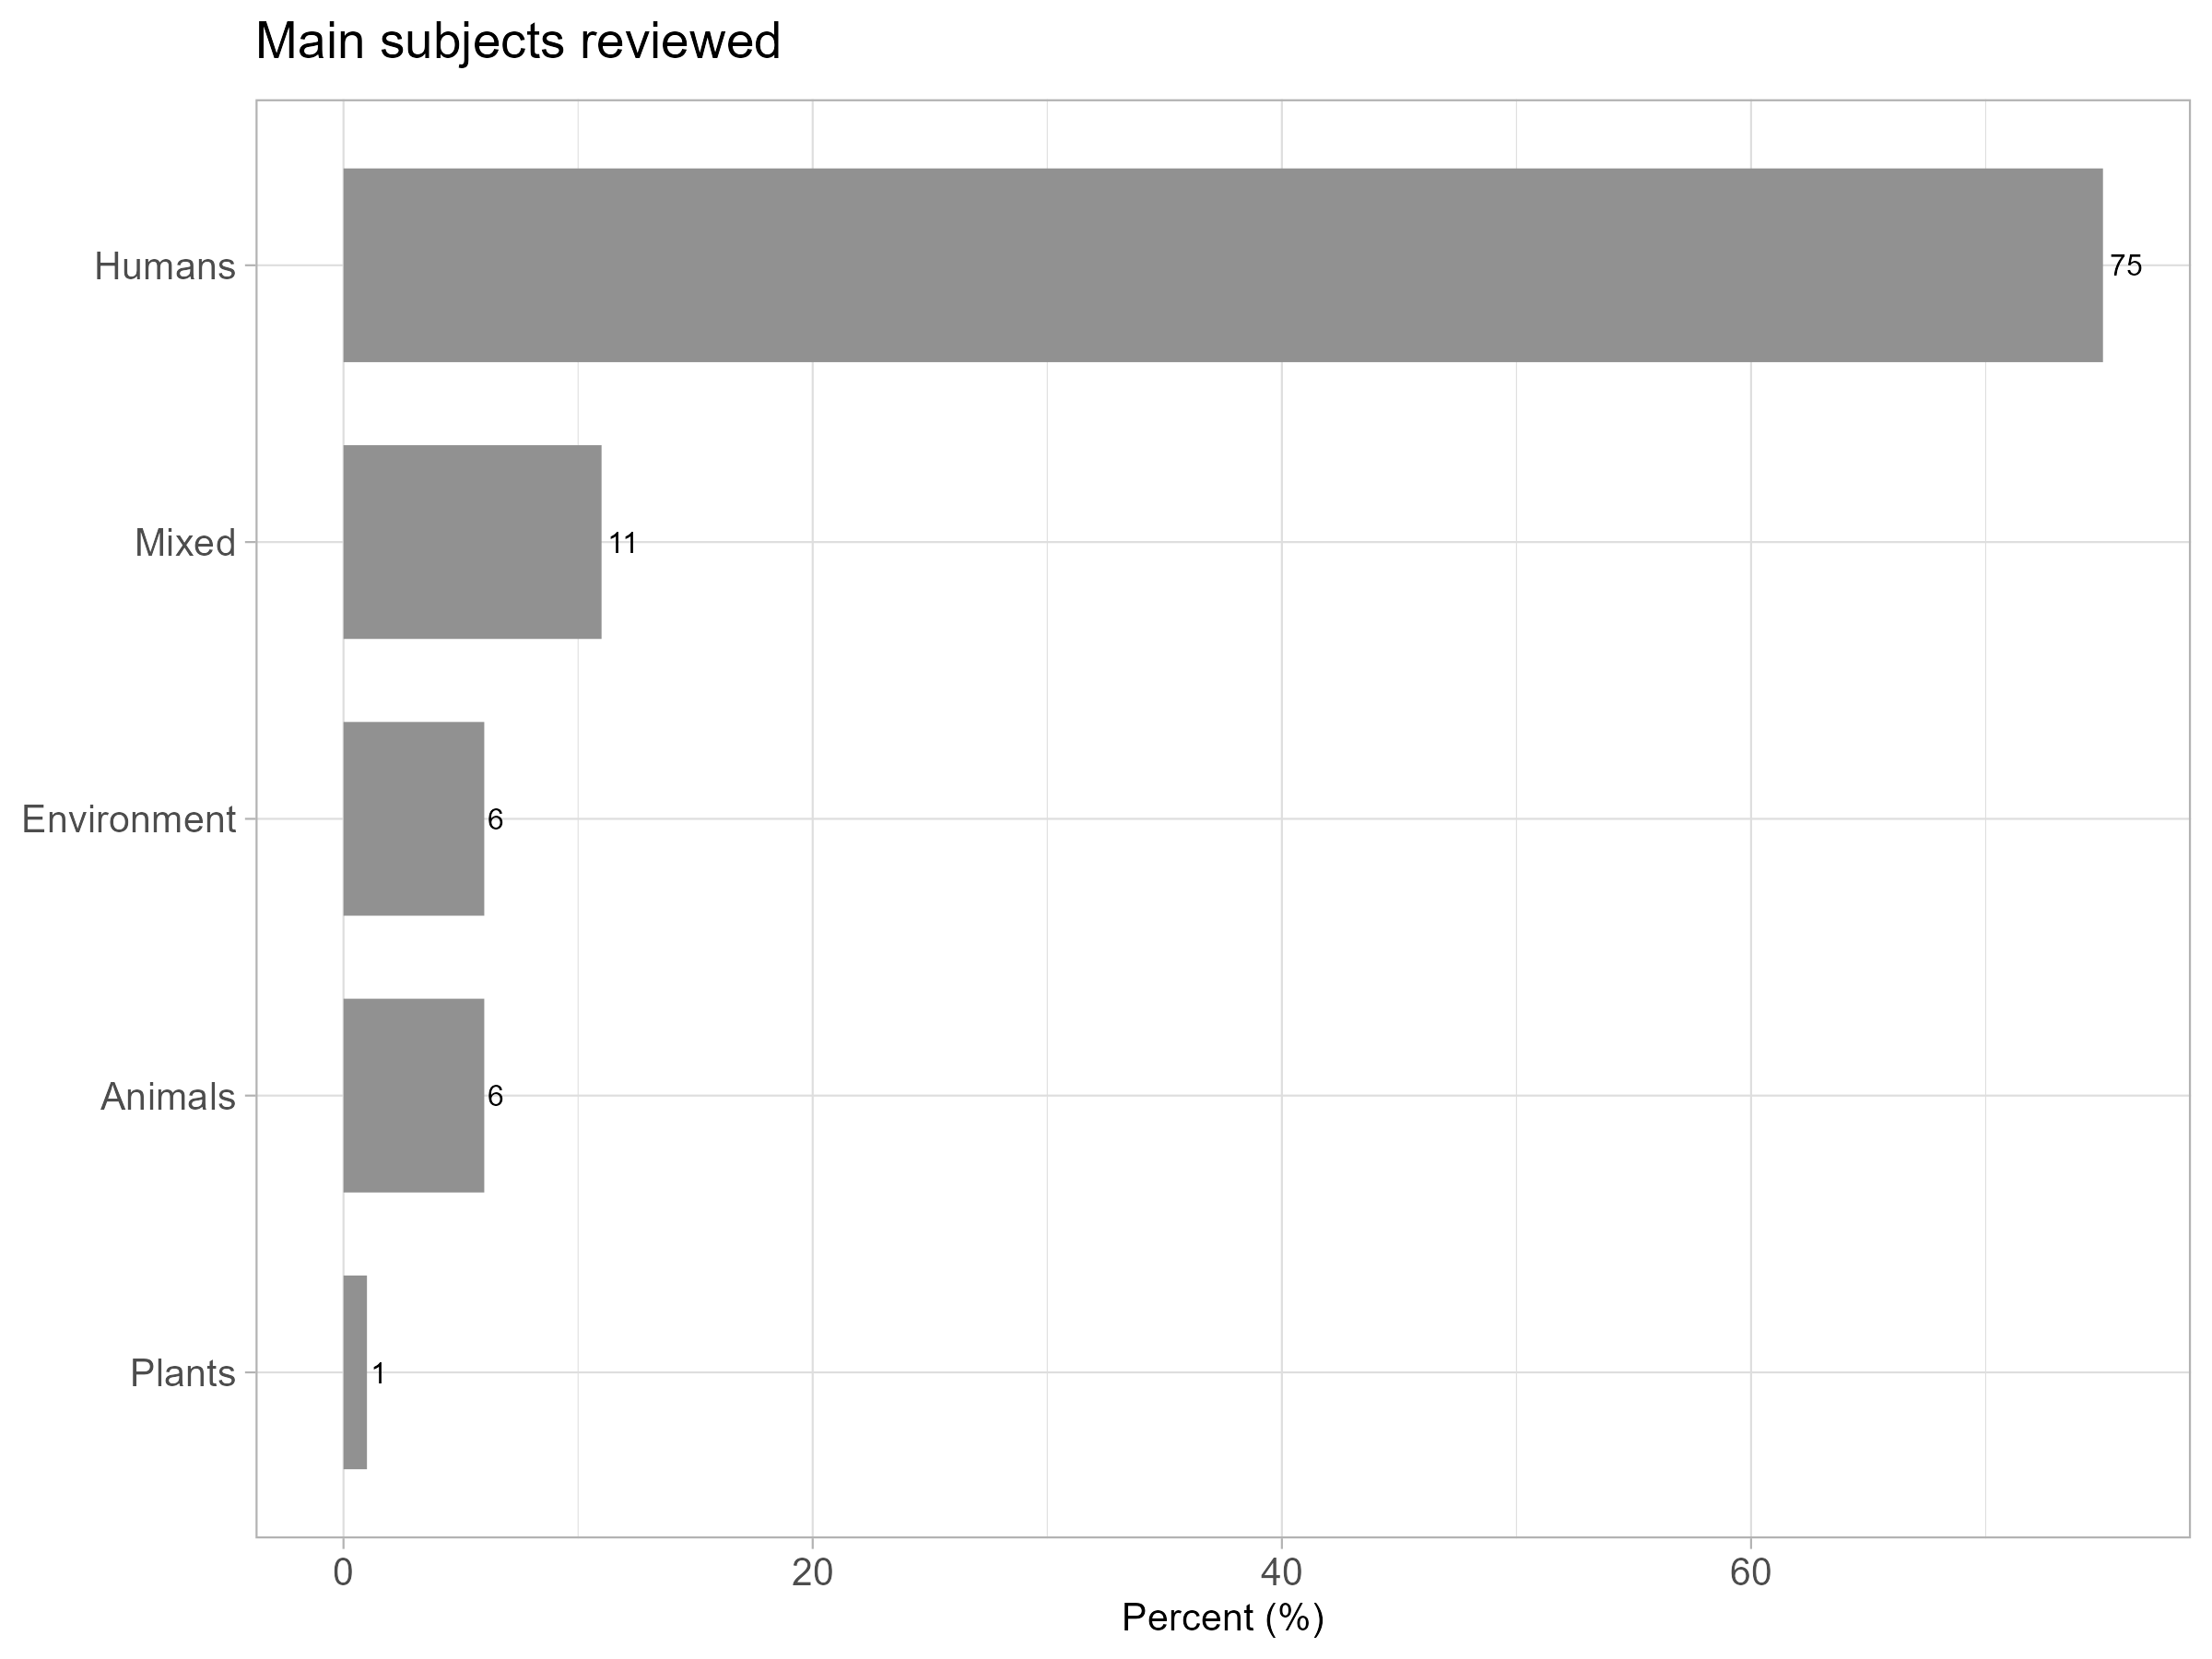 Main subjects reviewed
Humans 75
Mixed 11
Environment 6
Animals 6
Plants 1
0 20 40 60
Percent (%)